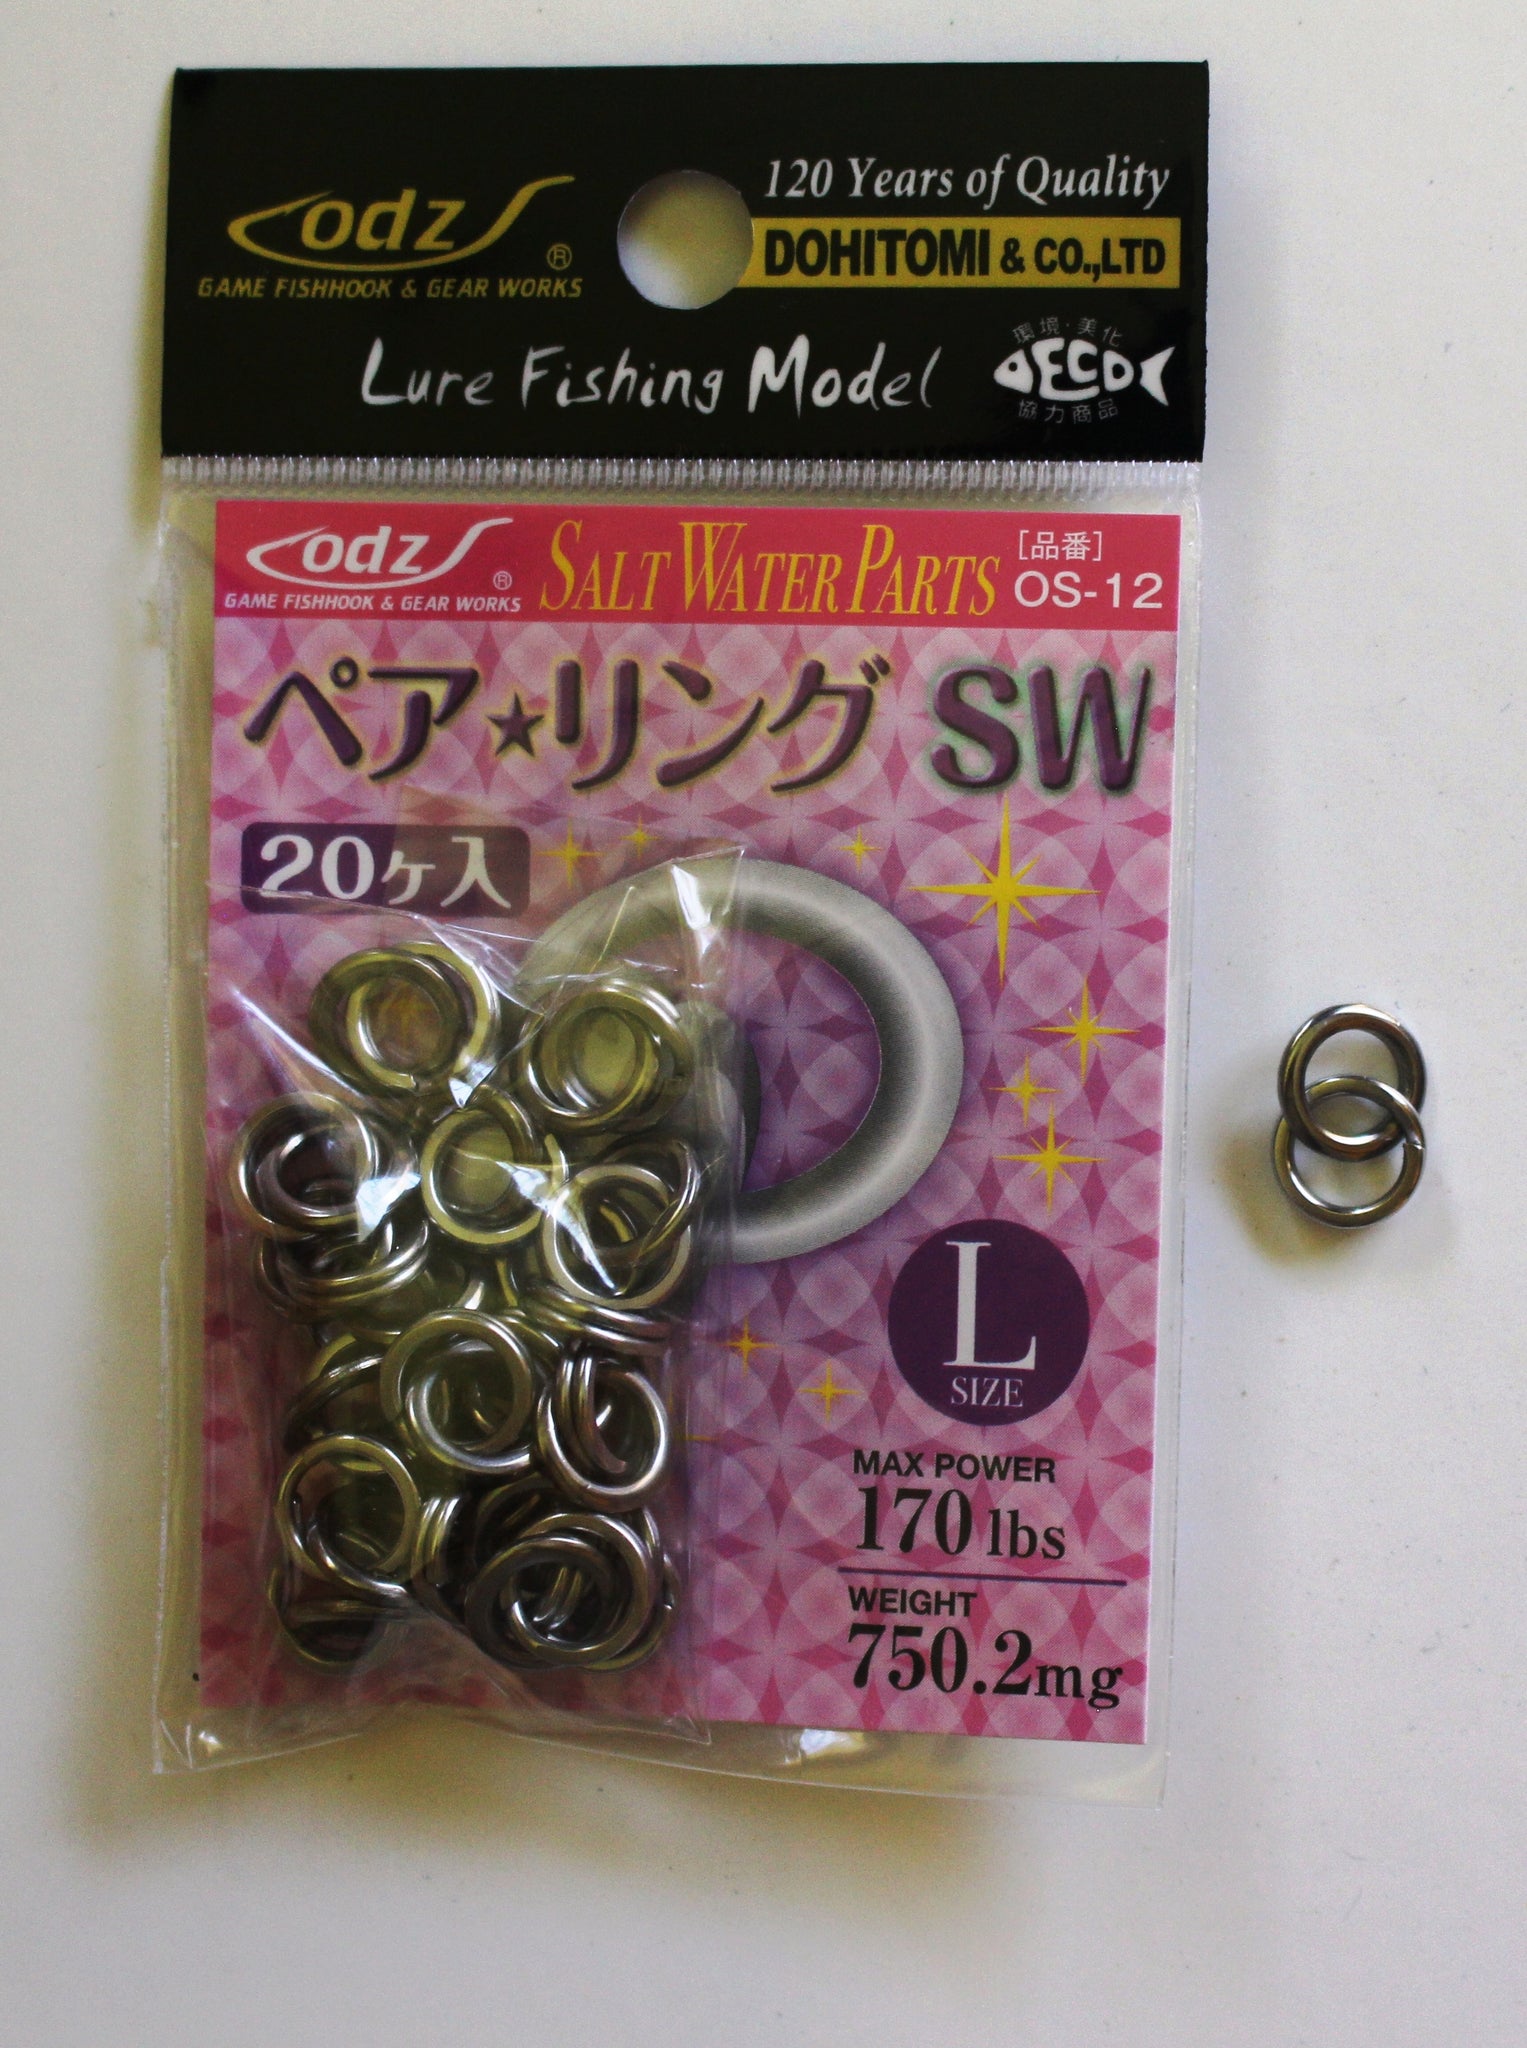 odz ®
GAME FISHHOOK & GEAR WORKS
120 Years of Quality
DOHITOMI & CO.,LTD
Lure Fishing Model
環境・美化
ECO
協力商品
odz ®
GAME FISHHOOK & GEAR WORKS
SALT WATER PARTS
[品番]
OS-12
ペア★リング SW
20ヶ入
L
SIZE
MAX POWER
170 lbs
WEIGHT
750.2mg